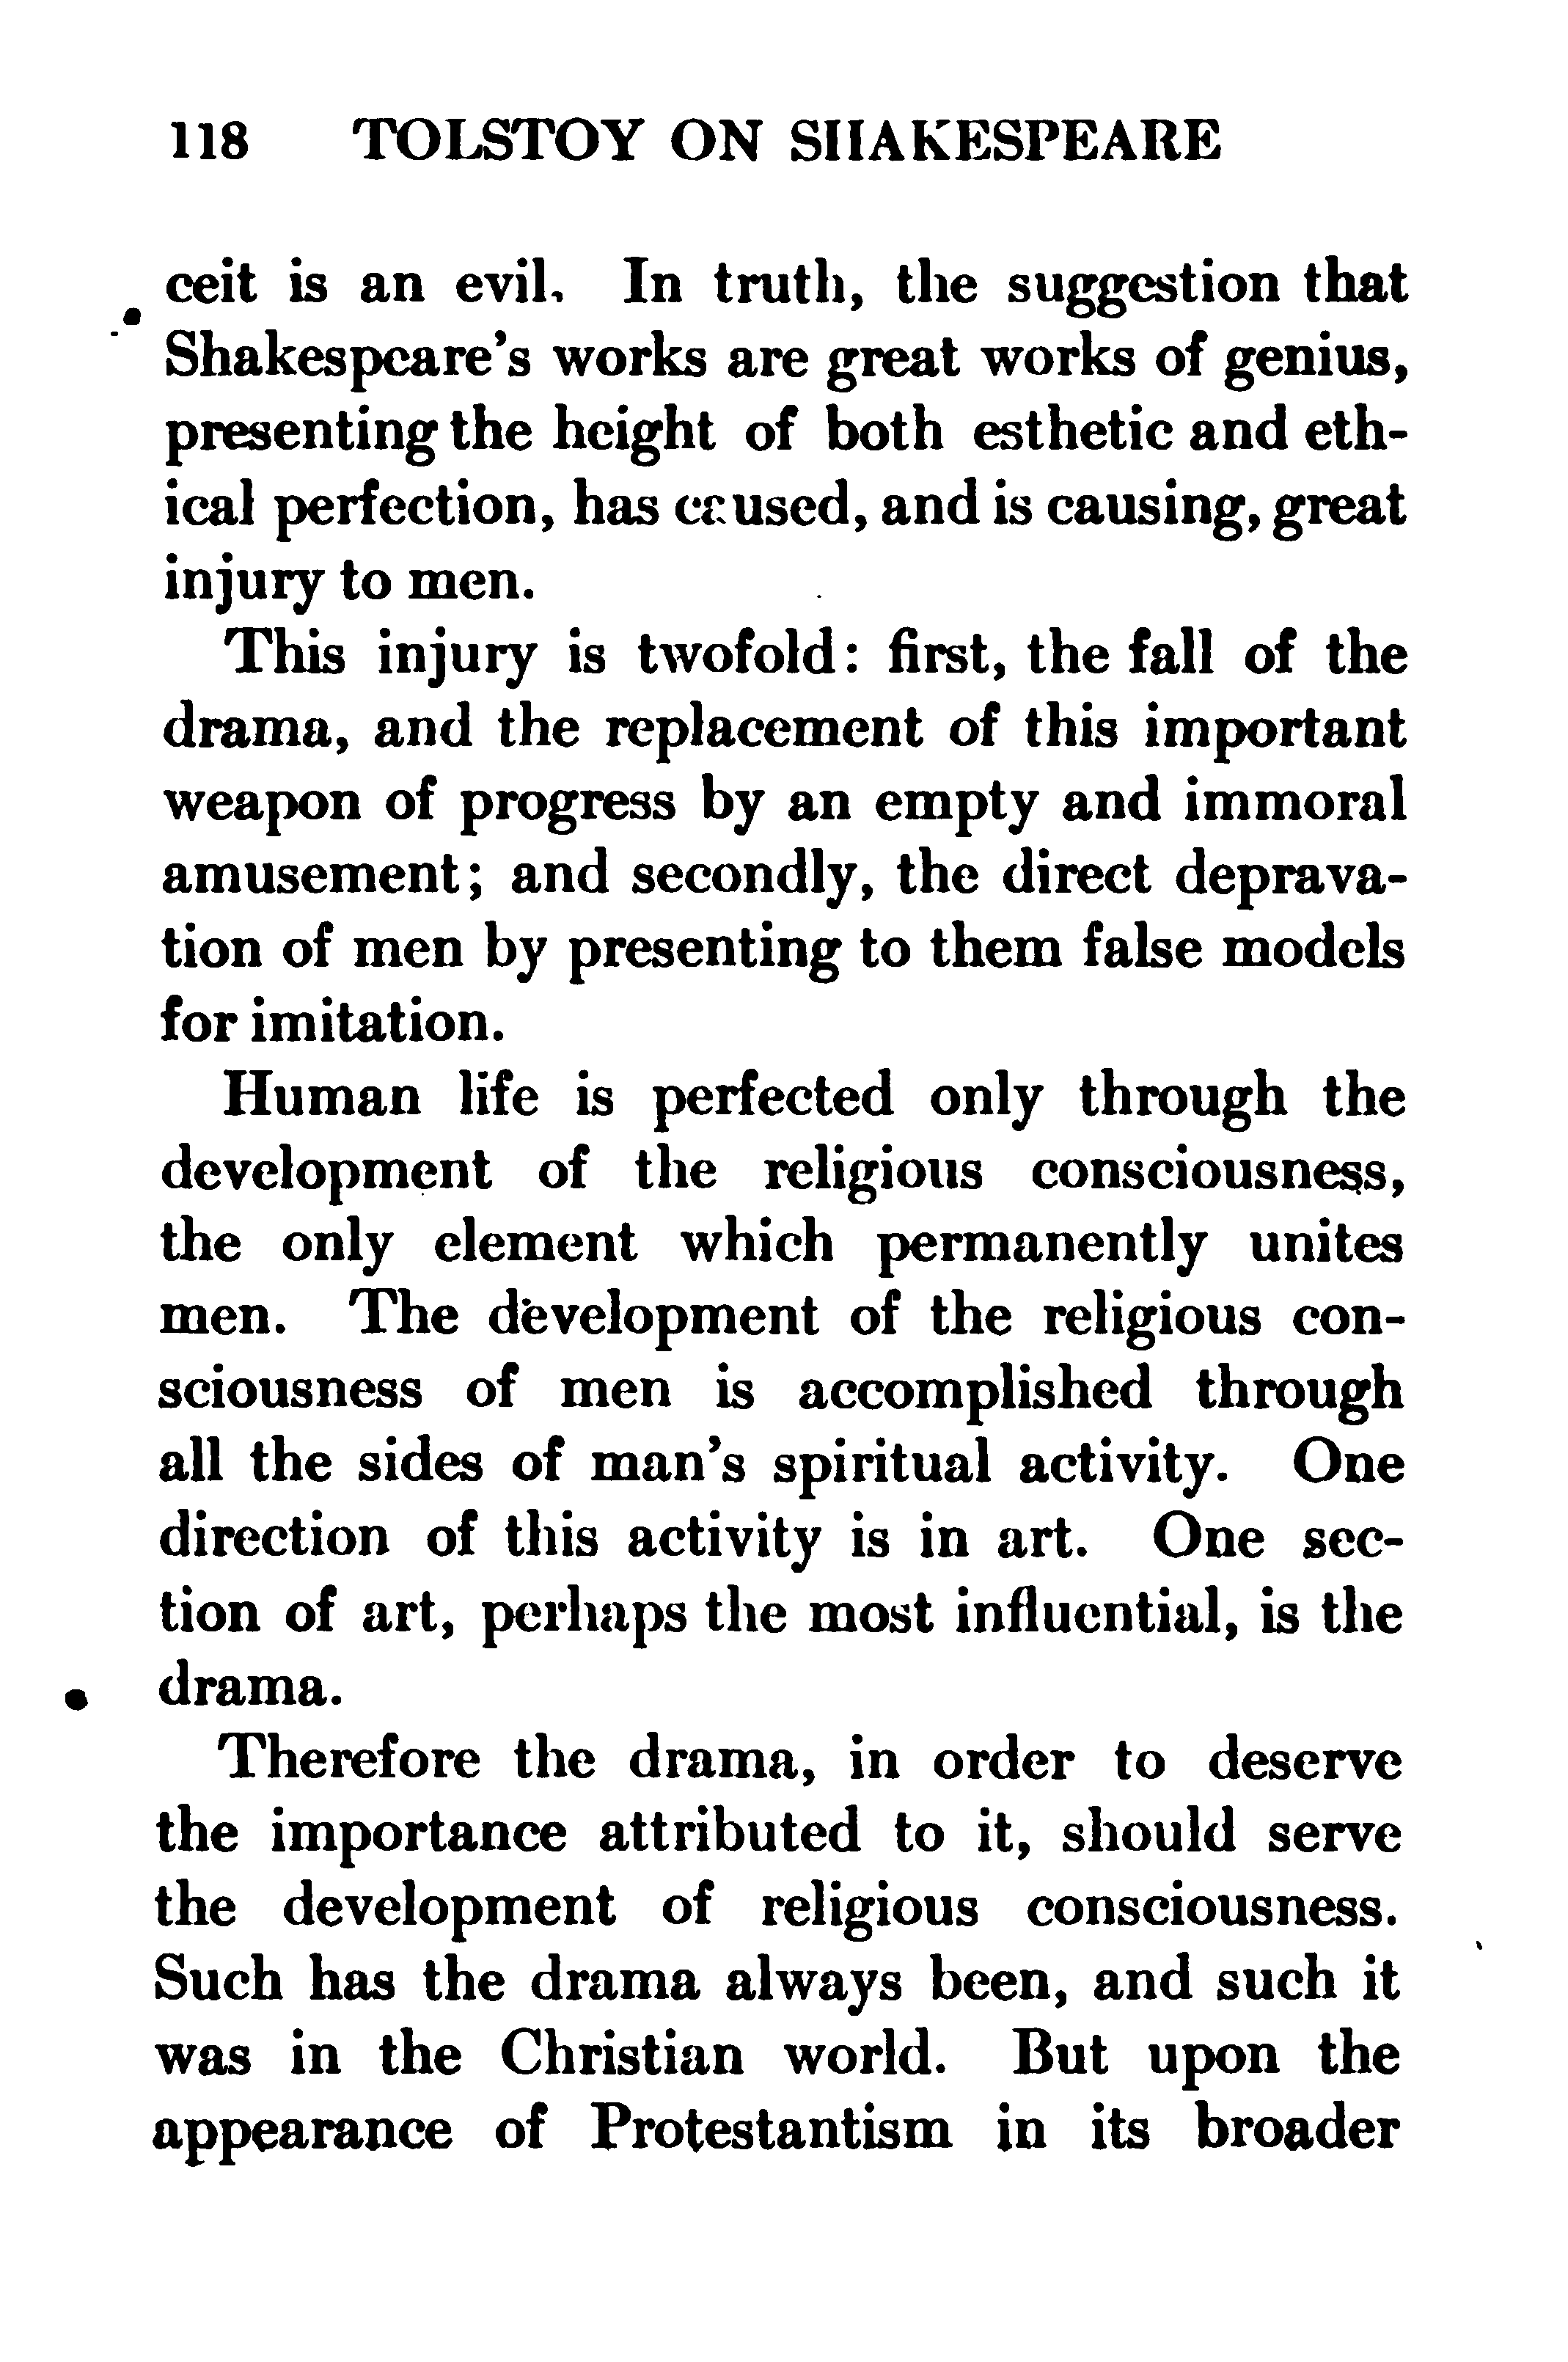 118 TOLSTOY ON SHAKESPEARE
ceit is an evil. In truth, the suggestion that
Shakespeare's works are great works of genius,
presenting the height of both esthetic and eth-
ical perfection, has caused, and is causing, great
injury to men.
This injury is twofold: first, the fall of the
drama, and the replacement of this important
weapon of progress by an empty and immoral
amusement; and secondly, the direct deprava-
tion of men by presenting to them false models
for imitation.
Human life is perfected only through the
development of the religious consciousness,
the only element which permanently unites
men. The development of the religious con-
sciousness of men is accomplished through
all the sides of man's spiritual activity. One
direction of this activity is in art. One sec-
tion of art, perhaps the most influential, is the
drama.
Therefore the drama, in order to deserve
the importance attributed to it, should serve
the development of religious consciousness.
Such has the drama always been, and such it
was in the Christian world. But upon the
appearance of Protestantism in its broader